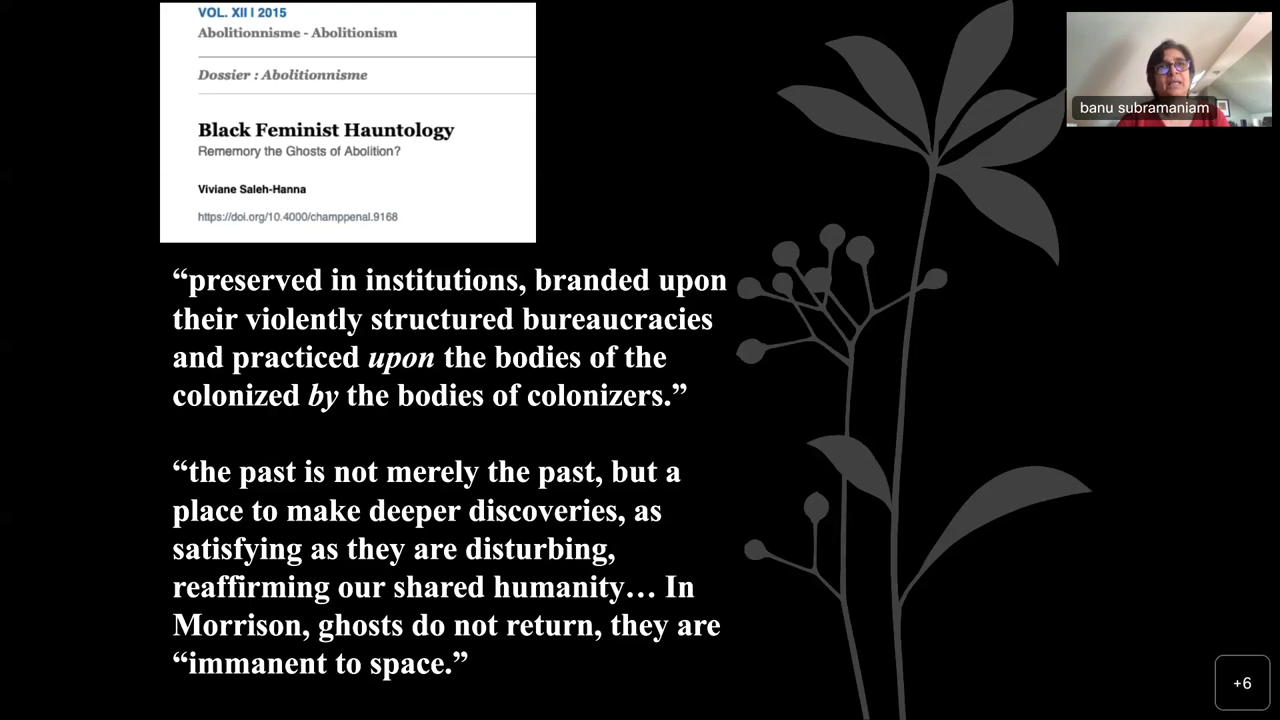 VOL. XII | 2015
Abolitionnisme - Abolitionism
Dossier : Abolitionnisme
Black Feminist Hauntology
Rememory the Ghosts of Abolition?
Viviane Saleh-Hanna
https://doi.org/10.4000/champpenal.9168
“preserved in institutions, branded upon
their violently structured bureaucracies
and practiced upon the bodies of the
colonized by the bodies of colonizers.”
“the past is not merely the past, but a
place to make deeper discoveries, as
satisfying as they are disturbing,
reaffirming our shared humanity… In
Morrison, ghosts do not return, they are
“immanent to space.”
banu subramaniam
+6